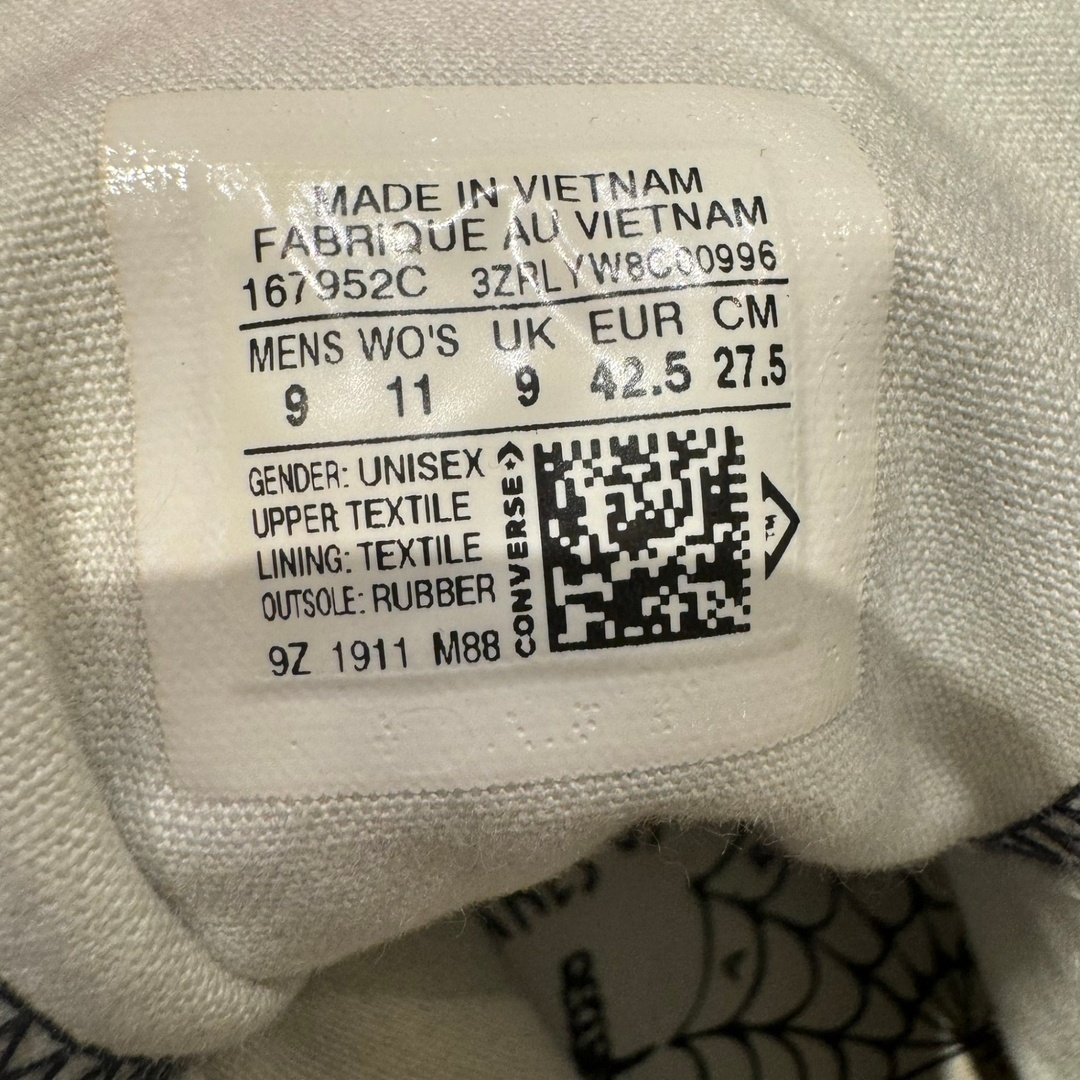 MADE IN VIETNAM
FABRIQUE AU VIETNAM
167952C 3ZRLYW8C00996
MENS WO'S UK EUR CM
9 11 9 42.5 27.5
GENDER: UNISEX
UPPER TEXTILE
LINING: TEXTILE
OUTSOLE: RUBBER
9Z 1911 M88
CONVERSE
TM